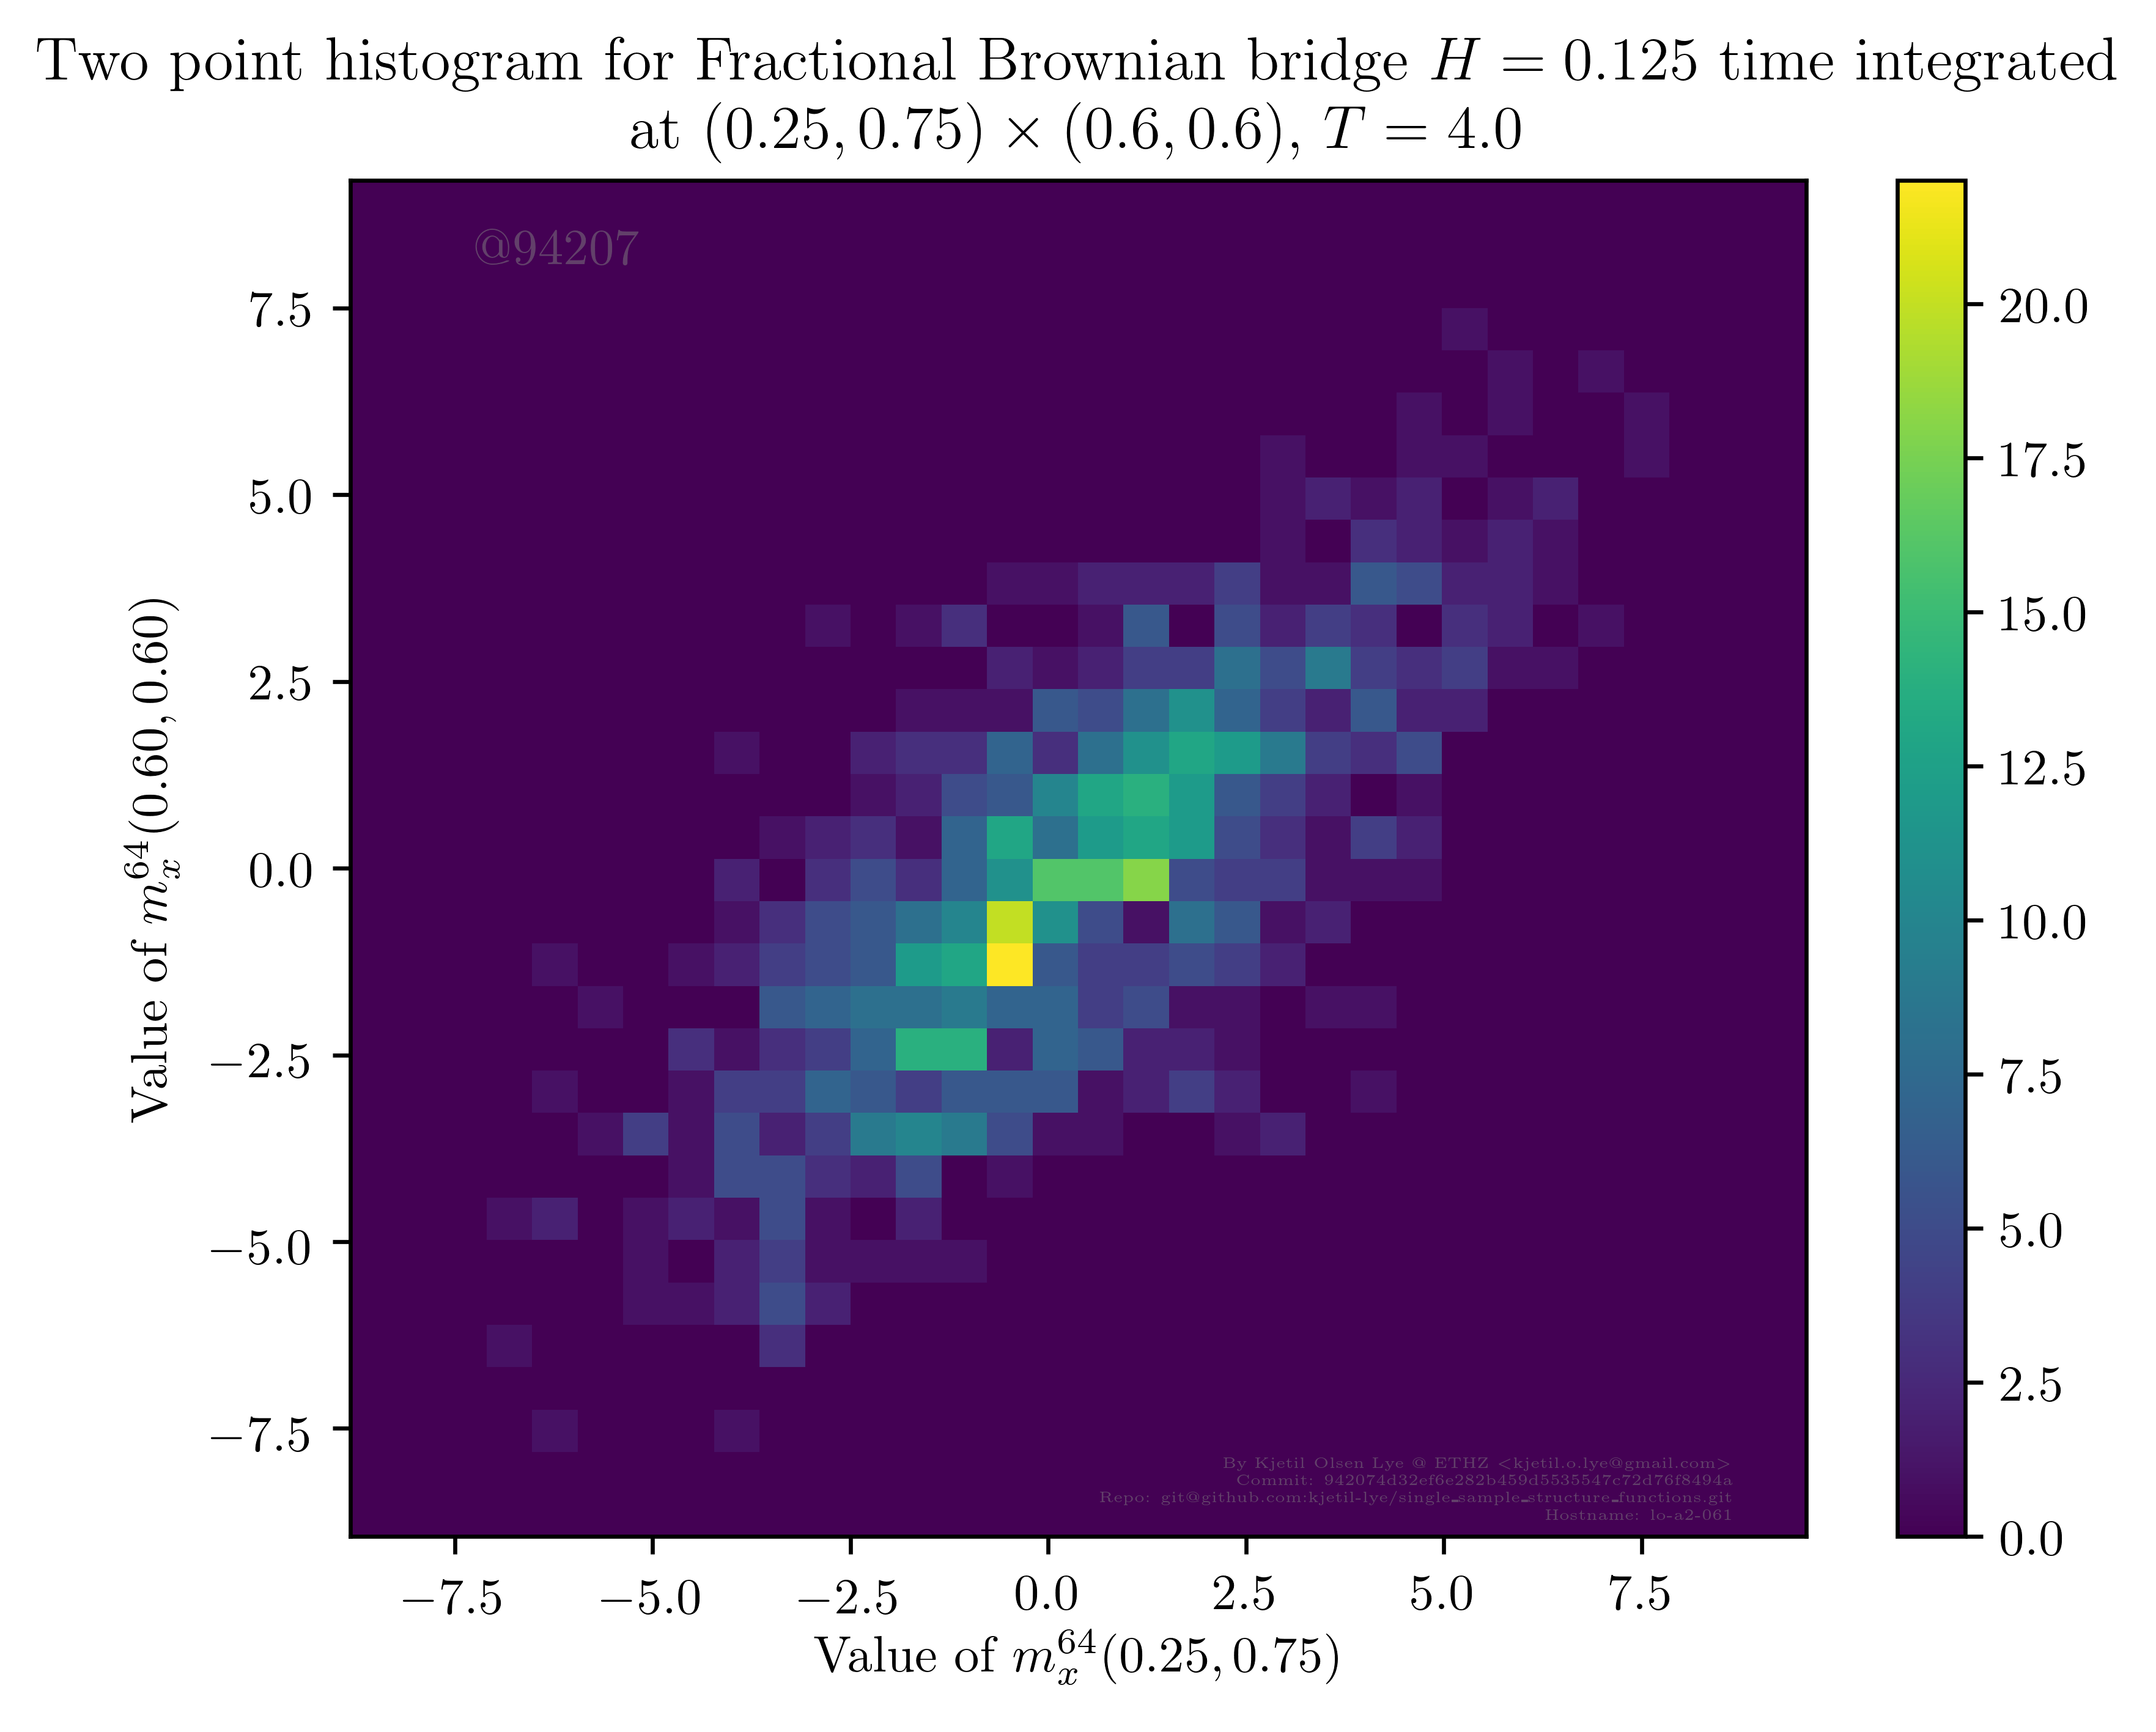 Two point histogram for Fractional Brownian bridge H = 0.125 time integrated
at (0.25, 0.75) × (0.6, 0.6), T = 4.0
@94207
7.5
5.0
2.5
0.0
−2.5
−5.0
−7.5
Value of m_x^64(0.60, 0.60)
−7.5 −5.0 −2.5 0.0 2.5 5.0 7.5
Value of m_x^64(0.25, 0.75)
20.0
17.5
15.0
12.5
10.0
7.5
5.0
2.5
0.0
By Kjetil Olsen Lye @ ETHZ <kjetil.o.lye@gmail.com>
Commit: 942074d32ef6e282b459d5535547c72d76f8494a
Repo: git@github.com:kjetil-lye/single_sample_structure_functions.git
Hostname: lo-a2-061